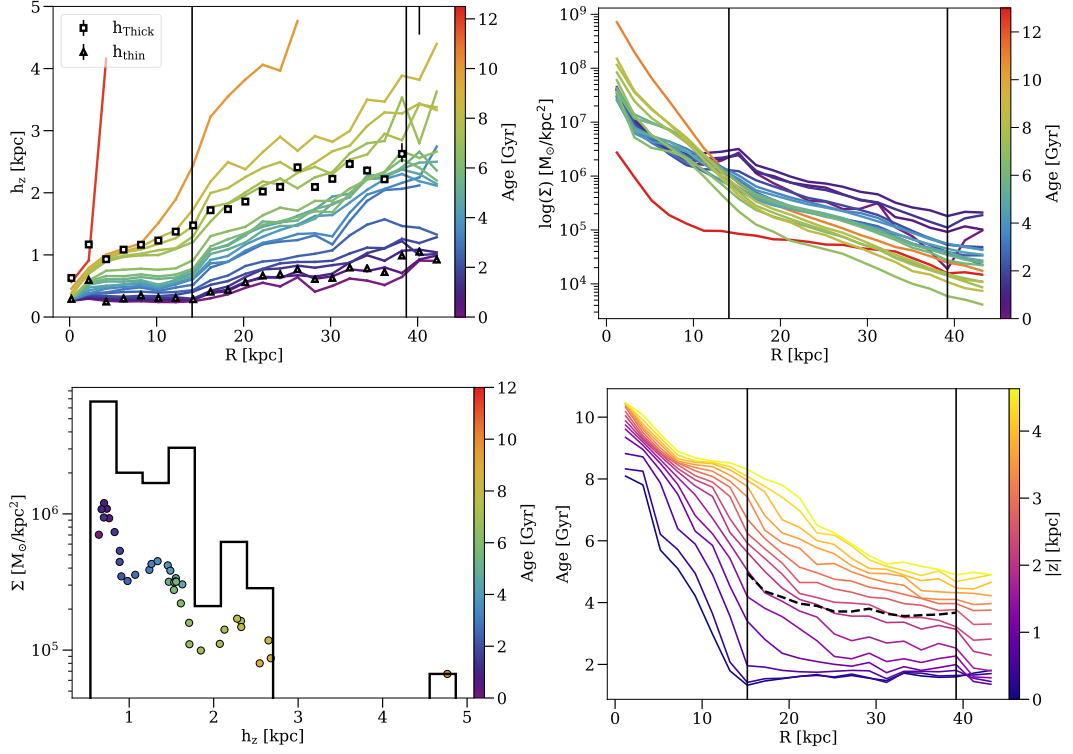 5
4
3
2
1
0
h_z [kpc]
h_Thick
h_thin
0 10 20 30 40
R [kpc]
12
10
8
6
4
2
0
Age [Gyr]
10^9
10^8
10^7
10^6
10^5
10^4
log(Σ) [M_⊙/kpc^2]
0 10 20 30 40
R [kpc]
12
10
8
6
4
2
0
Age [Gyr]
10^6
10^5
Σ [M_⊙/kpc^2]
1 2 3 4 5
h_z [kpc]
12
10
8
6
4
2
0
Age [Gyr]
10
8
6
4
2
Age [Gyr]
0 10 20 30 40
R [kpc]
4
3
2
1
0
|z| [kpc]